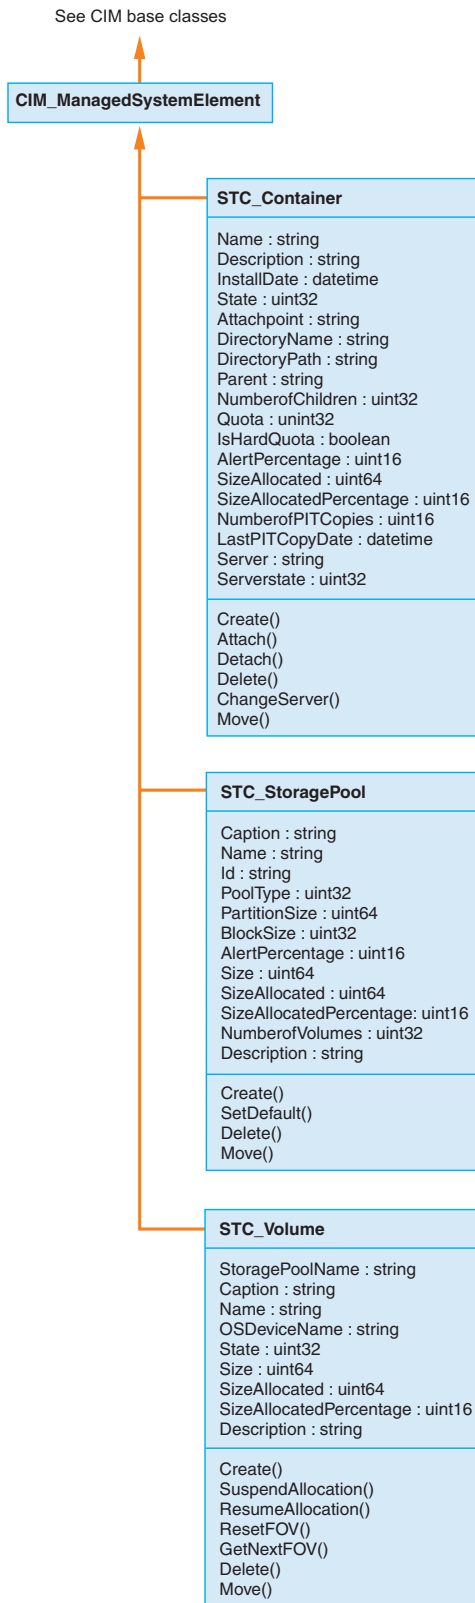 See CIM base classes
CIM_ManagedSystemElement
STC_Container
Name : string
Description : string
InstallDate : datetime
State : uint32
Attachpoint : string
DirectoryName : string
DirectoryPath : string
Parent : string
NumberofChildren : uint32
Quota : unint32
IsHardQuota : boolean
AlertPercentage : uint16
SizeAllocated : uint64
SizeAllocatedPercentage : uint16
NumberofPITCopies : uint16
LastPITCopyDate : datetime
Server : string
Serverstate : uint32
Create()
Attach()
Detach()
Delete()
ChangeServer()
Move()
STC_StoragePool
Caption : string
Name : string
Id : string
PoolType : uint32
PartitionSize : uint64
BlockSize : uint32
AlertPercentage : uint16
Size : uint64
SizeAllocated : uint64
SizeAllocatedPercentage: uint16
NumberofVolumes : uint32
Description : string
Create()
SetDefault()
Delete()
Move()
STC_Volume
StoragePoolName : string
Caption : string
Name : string
OSDeviceName : string
State : uint32
Size : uint64
SizeAllocated : uint64
SizeAllocatedPercentage : uint16
Description : string
Create()
SuspendAllocation()
ResumeAllocation()
ResetFOV()
GetNextFOV()
Delete()
Move()